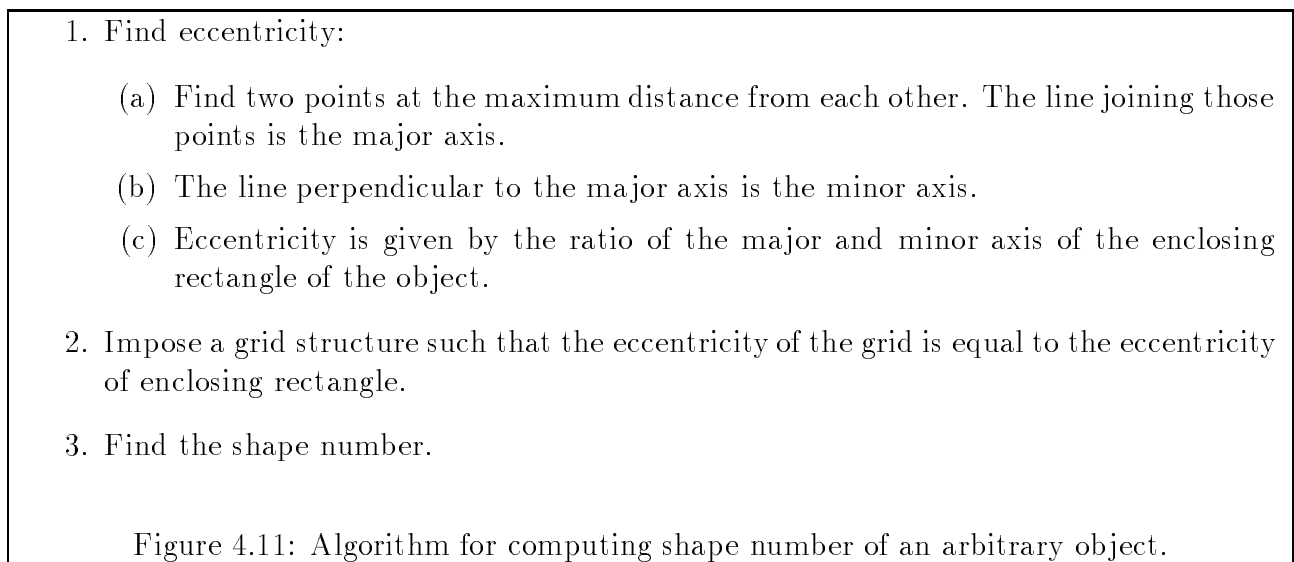 1. Find eccentricity:
(a) Find two points at the maximum distance from each other. The line joining those
points is the major axis.
(b) The line perpendicular to the major axis is the minor axis.
(c) Eccentricity is given by the ratio of the major and minor axis of the enclosing
rectangle of the object.
2. Impose a grid structure such that the eccentricity of the grid is equal to the eccentricity
of enclosing rectangle.
3. Find the shape number.
Figure 4.11: Algorithm for computing shape number of an arbitrary object.